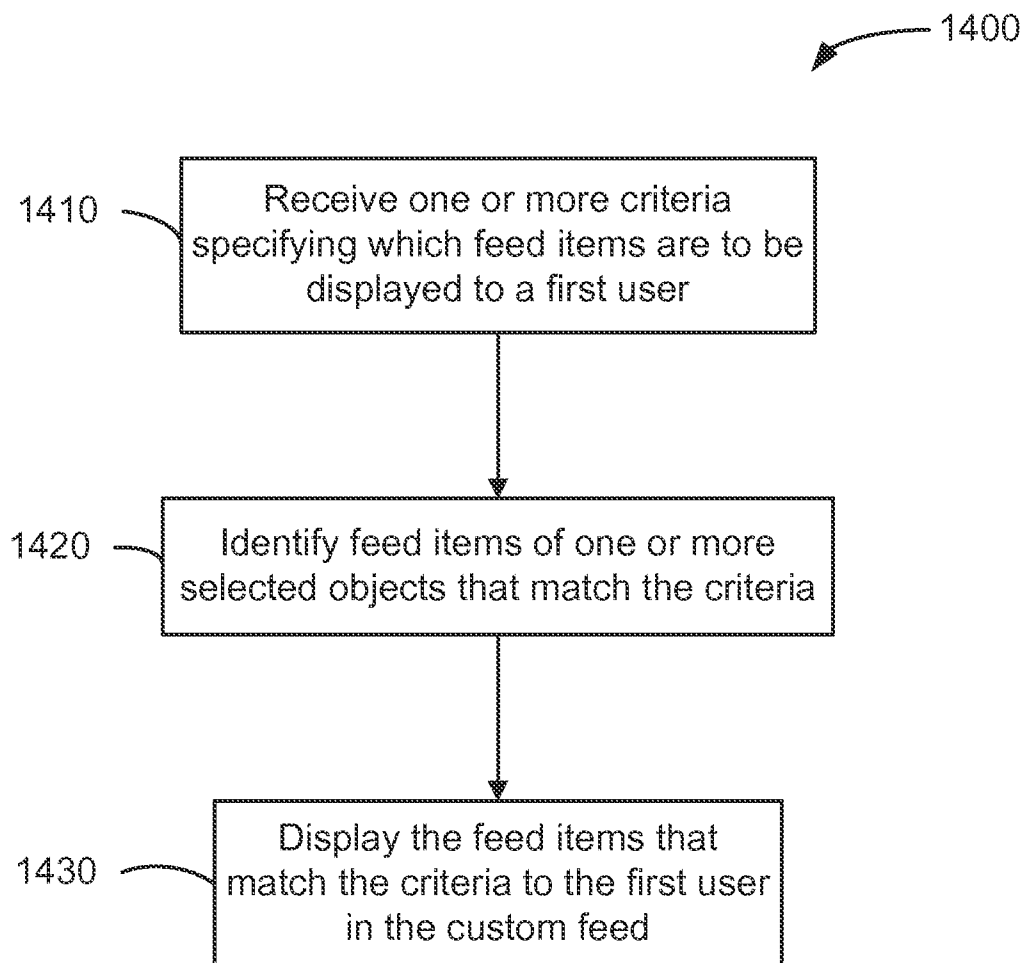 1400
1410
Receive one or more criteria
specifying which feed items are to be
displayed to a first user
1420
Identify feed items of one or more
selected objects that match the criteria
1430
Display the feed items that
match the criteria to the first user
in the custom feed